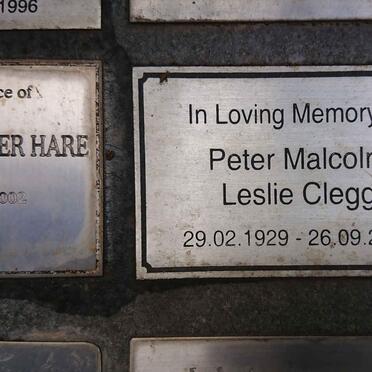 1996
ce of
ER HARE
002
In Loving Memory
Peter Malcolm
Leslie Clegg
29.02.1929 - 26.09.2